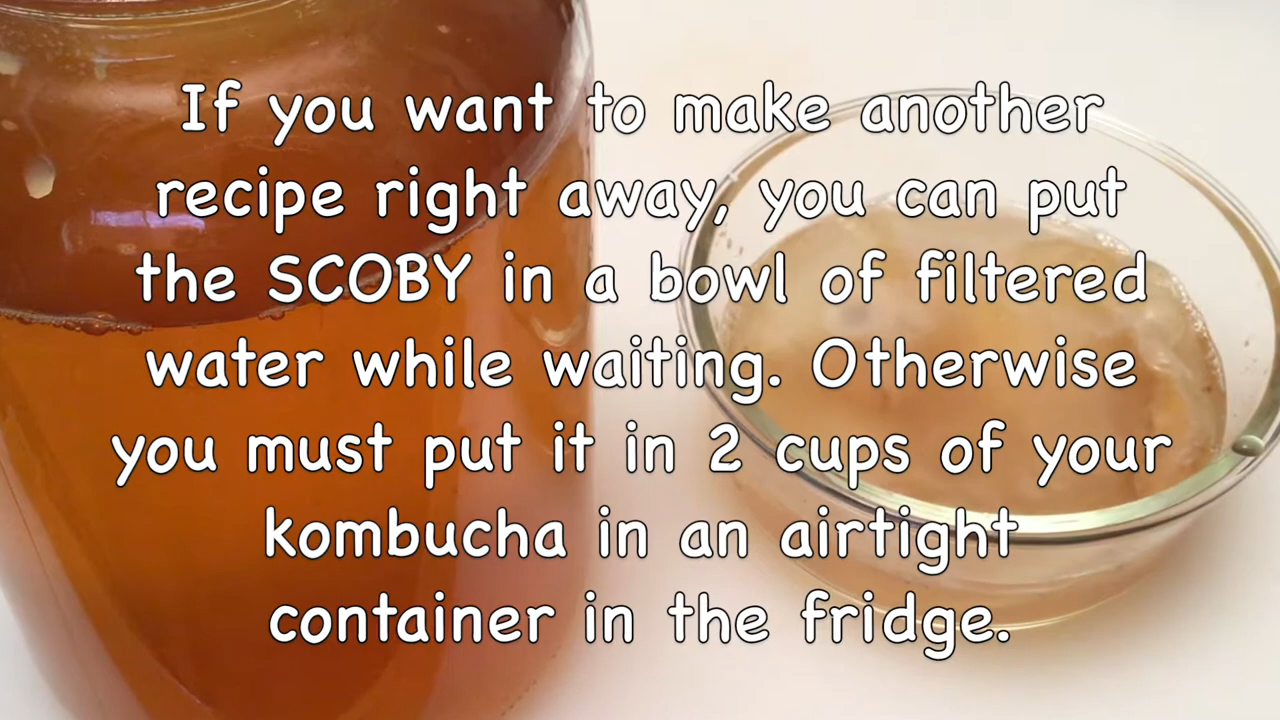 If you want to make another
recipe right away, you can put
the SCOBY in a bowl of filtered
water while waiting. Otherwise
you must put it in 2 cups of your
kombucha in an airtight
container in the fridge.